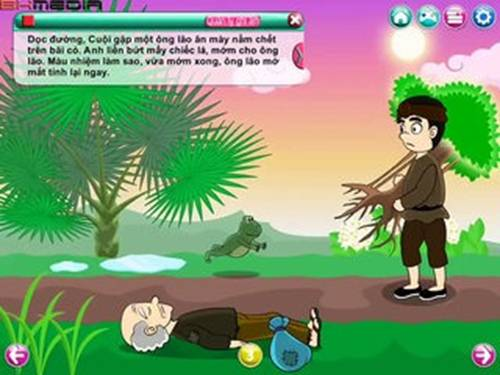 BKMEDIA
Dọc đường, Cuội gặp một ông lão ăn mày nằm chết
trên bãi cỏ. Anh liền bứt mấy chiếc lá, mớm cho ông
lão. Màu nhiệm làm sao, vừa mớm xong, ông lão mở
mắt tỉnh lại ngay.
3